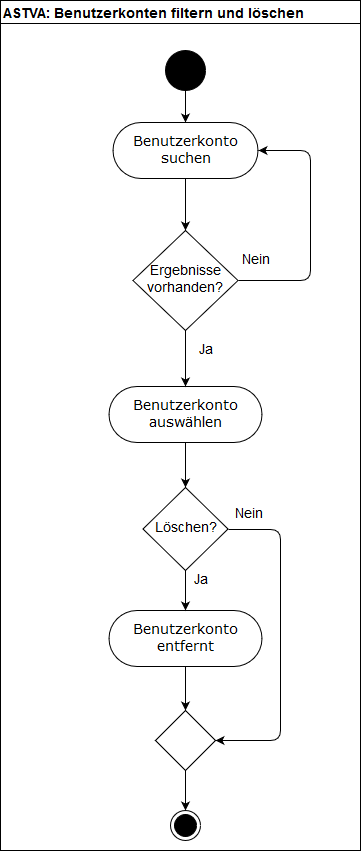 ASTVA: Benutzerkonten filtern und löschen
Benutzerkonto
suchen
Ergebnisse
vorhanden?
Nein
Ja
Benutzerkonto
auswählen
Löschen?
Nein
Ja
Benutzerkonto
entfernt